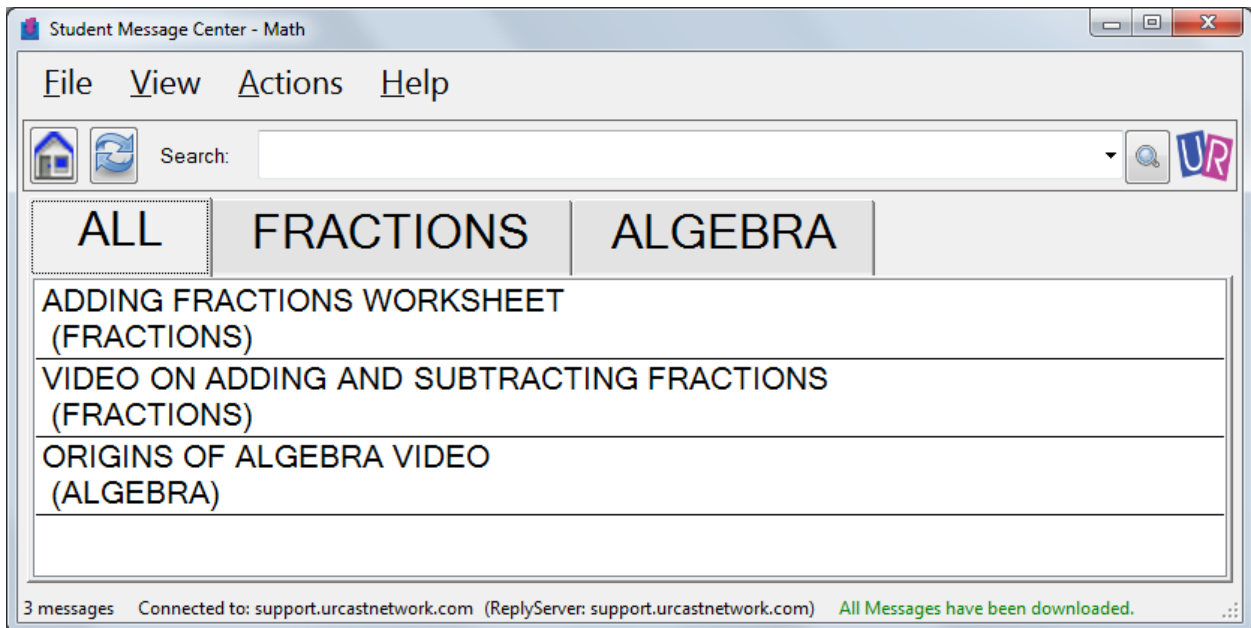 Student Message Center - Math
File View Actions Help
Search:
UR
ALL FRACTIONS ALGEBRA
ADDING FRACTIONS WORKSHEET
(FRACTIONS)
VIDEO ON ADDING AND SUBTRACTING FRACTIONS
(FRACTIONS)
ORIGINS OF ALGEBRA VIDEO
(ALGEBRA)
3 messages Connected to: support.urcastnetwork.com (ReplyServer: support.urcastnetwork.com) All Messages have been downloaded.